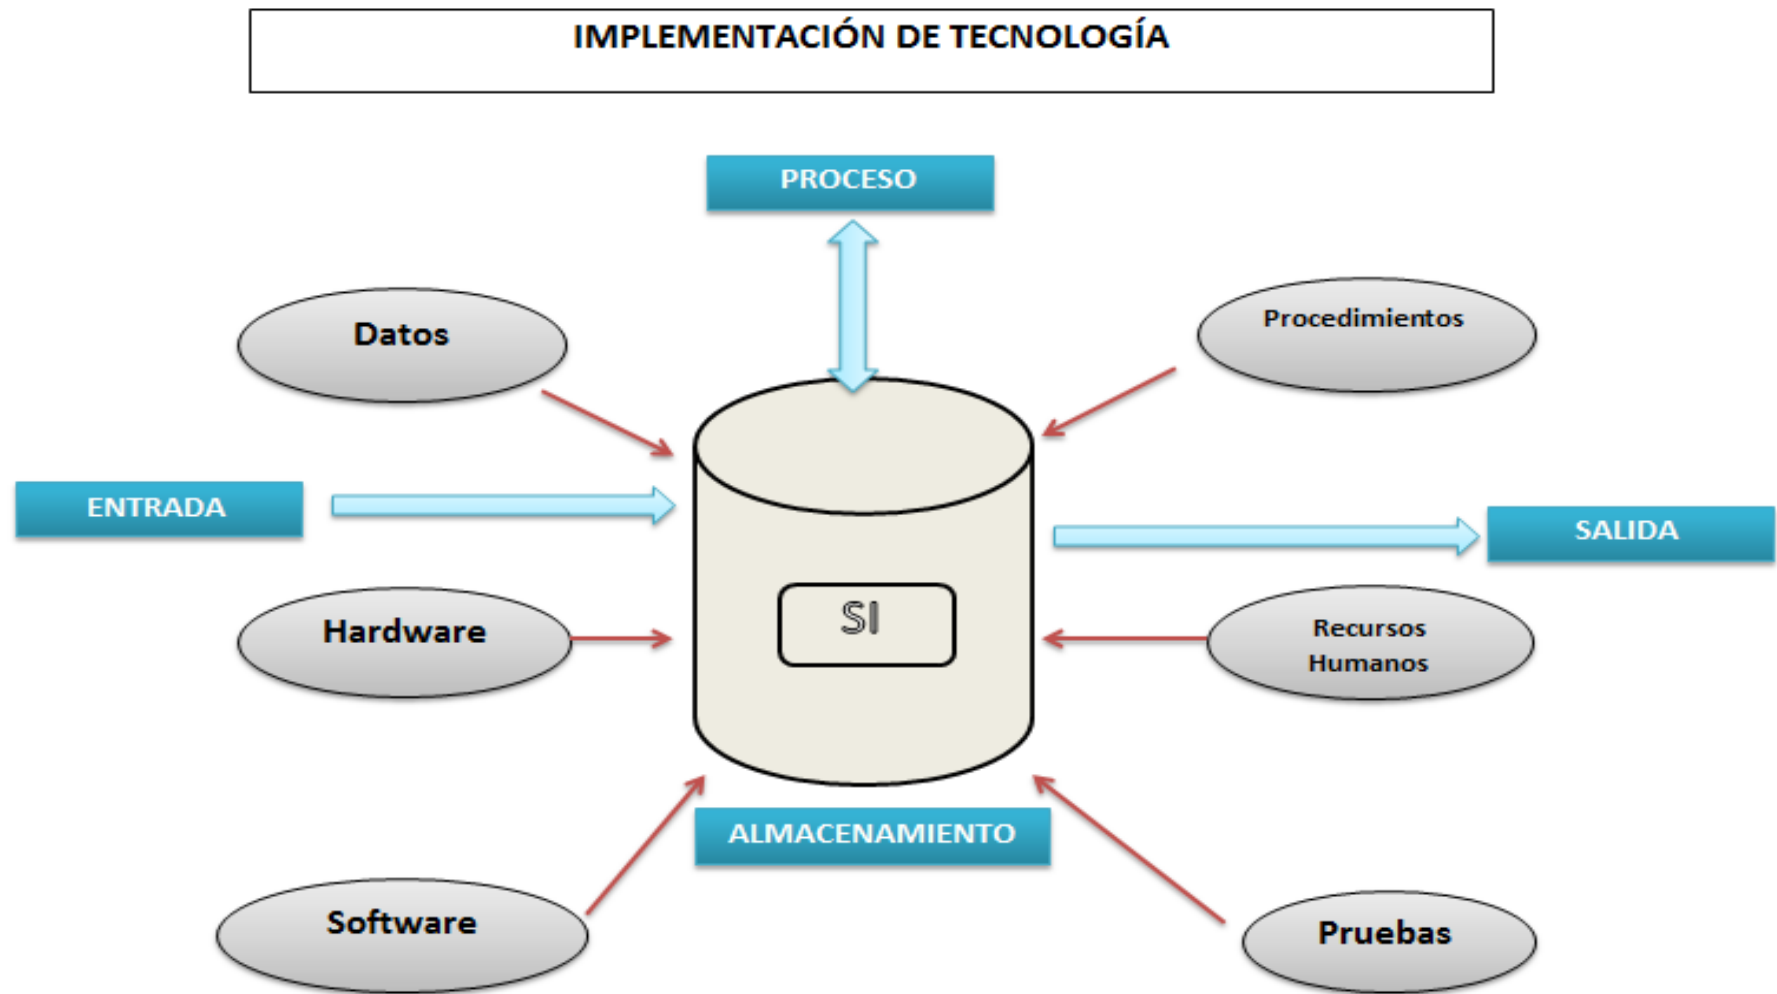 IMPLEMENTACIÓN DE TECNOLOGÍA
PROCESO
Datos
Procedimientos
ENTRADA
SALIDA
Hardware
SI
Recursos
Humanos
ALMACENAMIENTO
Software
Pruebas